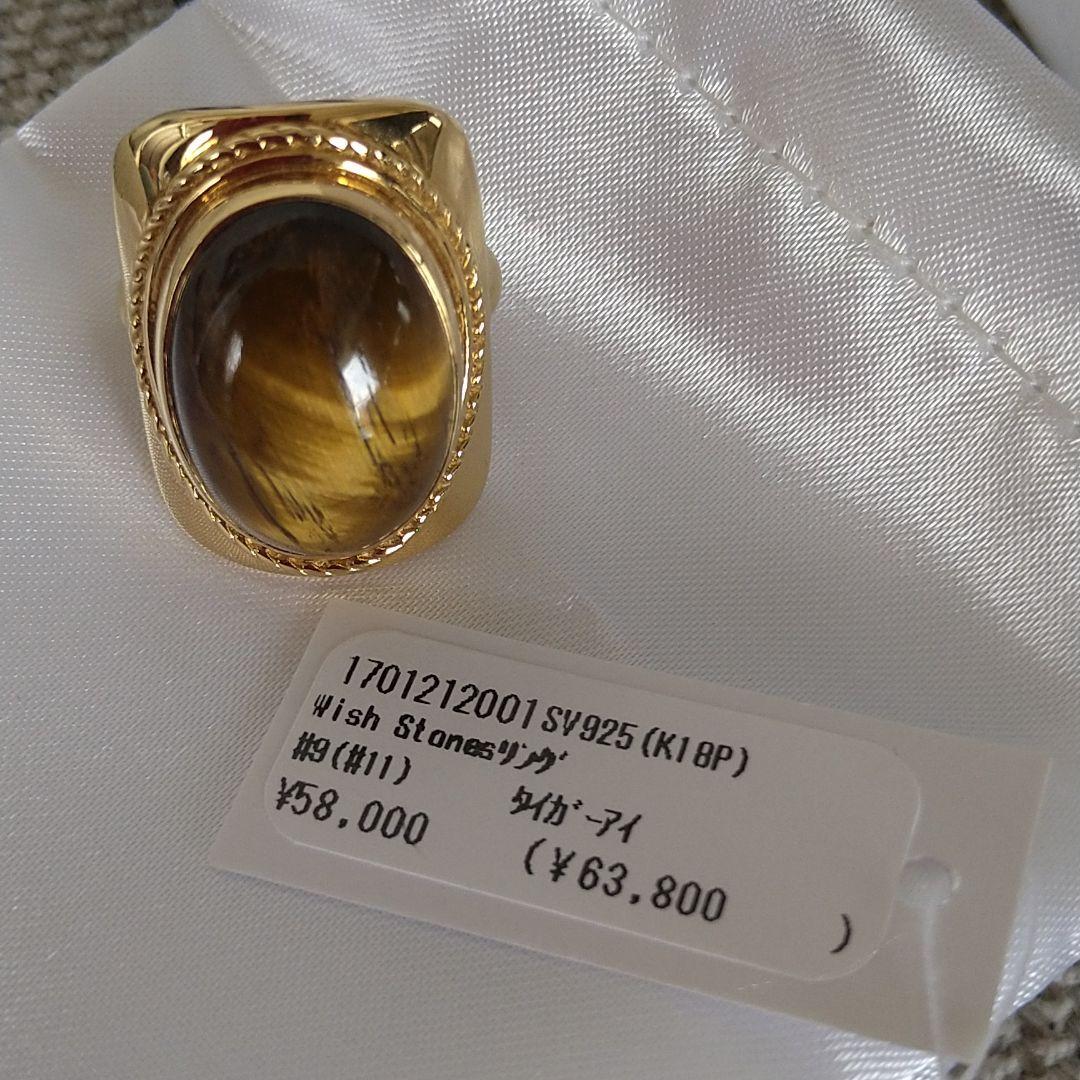 1701212001SV925(K18P)
Wish Stonesリング
#9(#11) タイガーアイ
¥58,000 (¥63,800 )